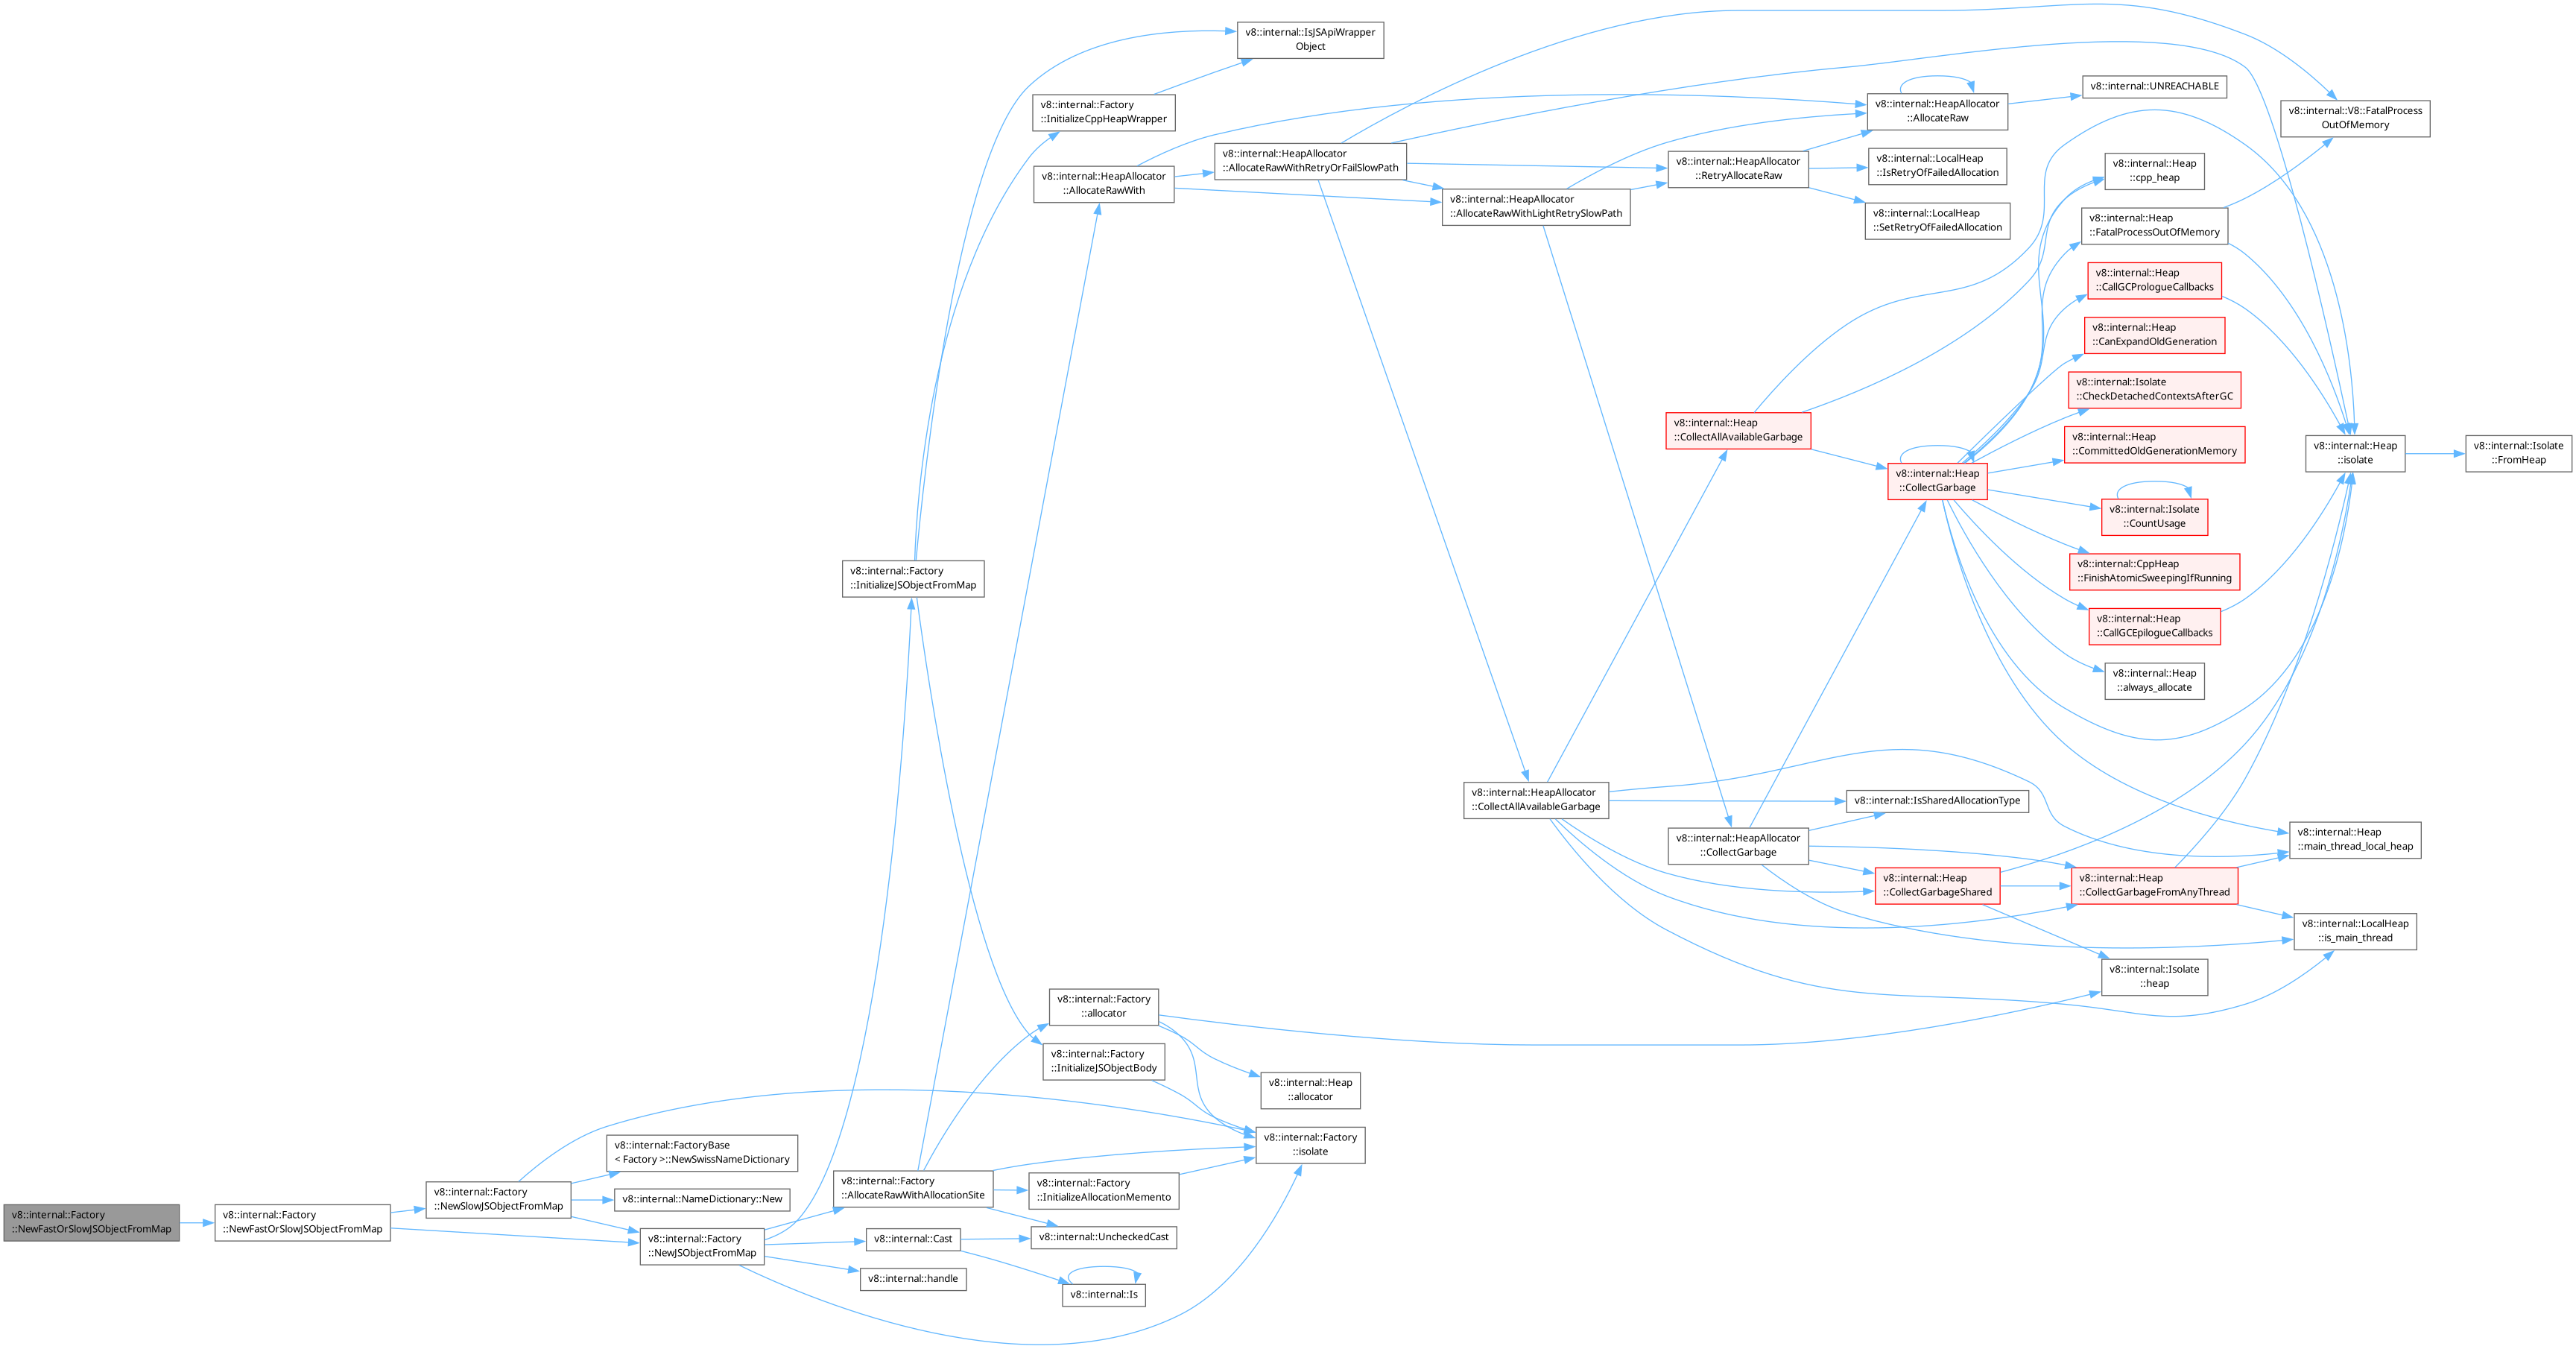 v8::internal::Factory
::NewFastOrSlowJSObjectFromMap
v8::internal::Factory
::NewFastOrSlowJSObjectFromMap
v8::internal::Factory
::NewSlowJSObjectFromMap
v8::internal::FactoryBase
< Factory >::NewSwissNameDictionary
v8::internal::NameDictionary::New
v8::internal::Factory
::NewJSObjectFromMap
v8::internal::Factory
::InitializeJSObjectFromMap
v8::internal::Factory
::AllocateRawWithAllocationSite
v8::internal::Cast
v8::internal::handle
v8::internal::IsJSApiWrapper
Object
v8::internal::Factory
::InitializeCppHeapWrapper
v8::internal::HeapAllocator
::AllocateRawWith
v8::internal::Factory
::allocator
v8::internal::Factory
::InitializeJSObjectBody
v8::internal::Heap
::allocator
v8::internal::Factory
::isolate
v8::internal::Factory
::InitializeAllocationMemento
v8::internal::UncheckedCast
v8::internal::Is
v8::internal::HeapAllocator
::AllocateRawWithRetryOrFailSlowPath
v8::internal::HeapAllocator
::AllocateRawWithLightRetrySlowPath
v8::internal::HeapAllocator
::RetryAllocateRaw
v8::internal::HeapAllocator
::AllocateRaw
v8::internal::LocalHeap
::IsRetryOfFailedAllocation
v8::internal::LocalHeap
::SetRetryOfFailedAllocation
v8::internal::UNREACHABLE
v8::internal::V8::FatalProcess
OutOfMemory
v8::internal::Heap
::cpp_heap
v8::internal::Heap
::FatalProcessOutOfMemory
v8::internal::Heap
::CallGCPrologueCallbacks
v8::internal::Heap
::CanExpandOldGeneration
v8::internal::Isolate
::CheckDetachedContextsAfterGC
v8::internal::Heap
::CommittedOldGenerationMemory
v8::internal::Isolate
::CountUsage
v8::internal::CppHeap
::FinishAtomicSweepingIfRunning
v8::internal::Heap
::CallGCEpilogueCallbacks
v8::internal::Heap
::always_allocate
v8::internal::Heap
::CollectAllAvailableGarbage
v8::internal::Heap
::CollectGarbage
v8::internal::Heap
::isolate
v8::internal::Isolate
::FromHeap
v8::internal::HeapAllocator
::CollectAllAvailableGarbage
v8::internal::HeapAllocator
::CollectGarbage
v8::internal::IsSharedAllocationType
v8::internal::Heap
::CollectGarbageShared
v8::internal::Heap
::CollectGarbageFromAnyThread
v8::internal::Heap
::main_thread_local_heap
v8::internal::LocalHeap
::is_main_thread
v8::internal::Isolate
::heap